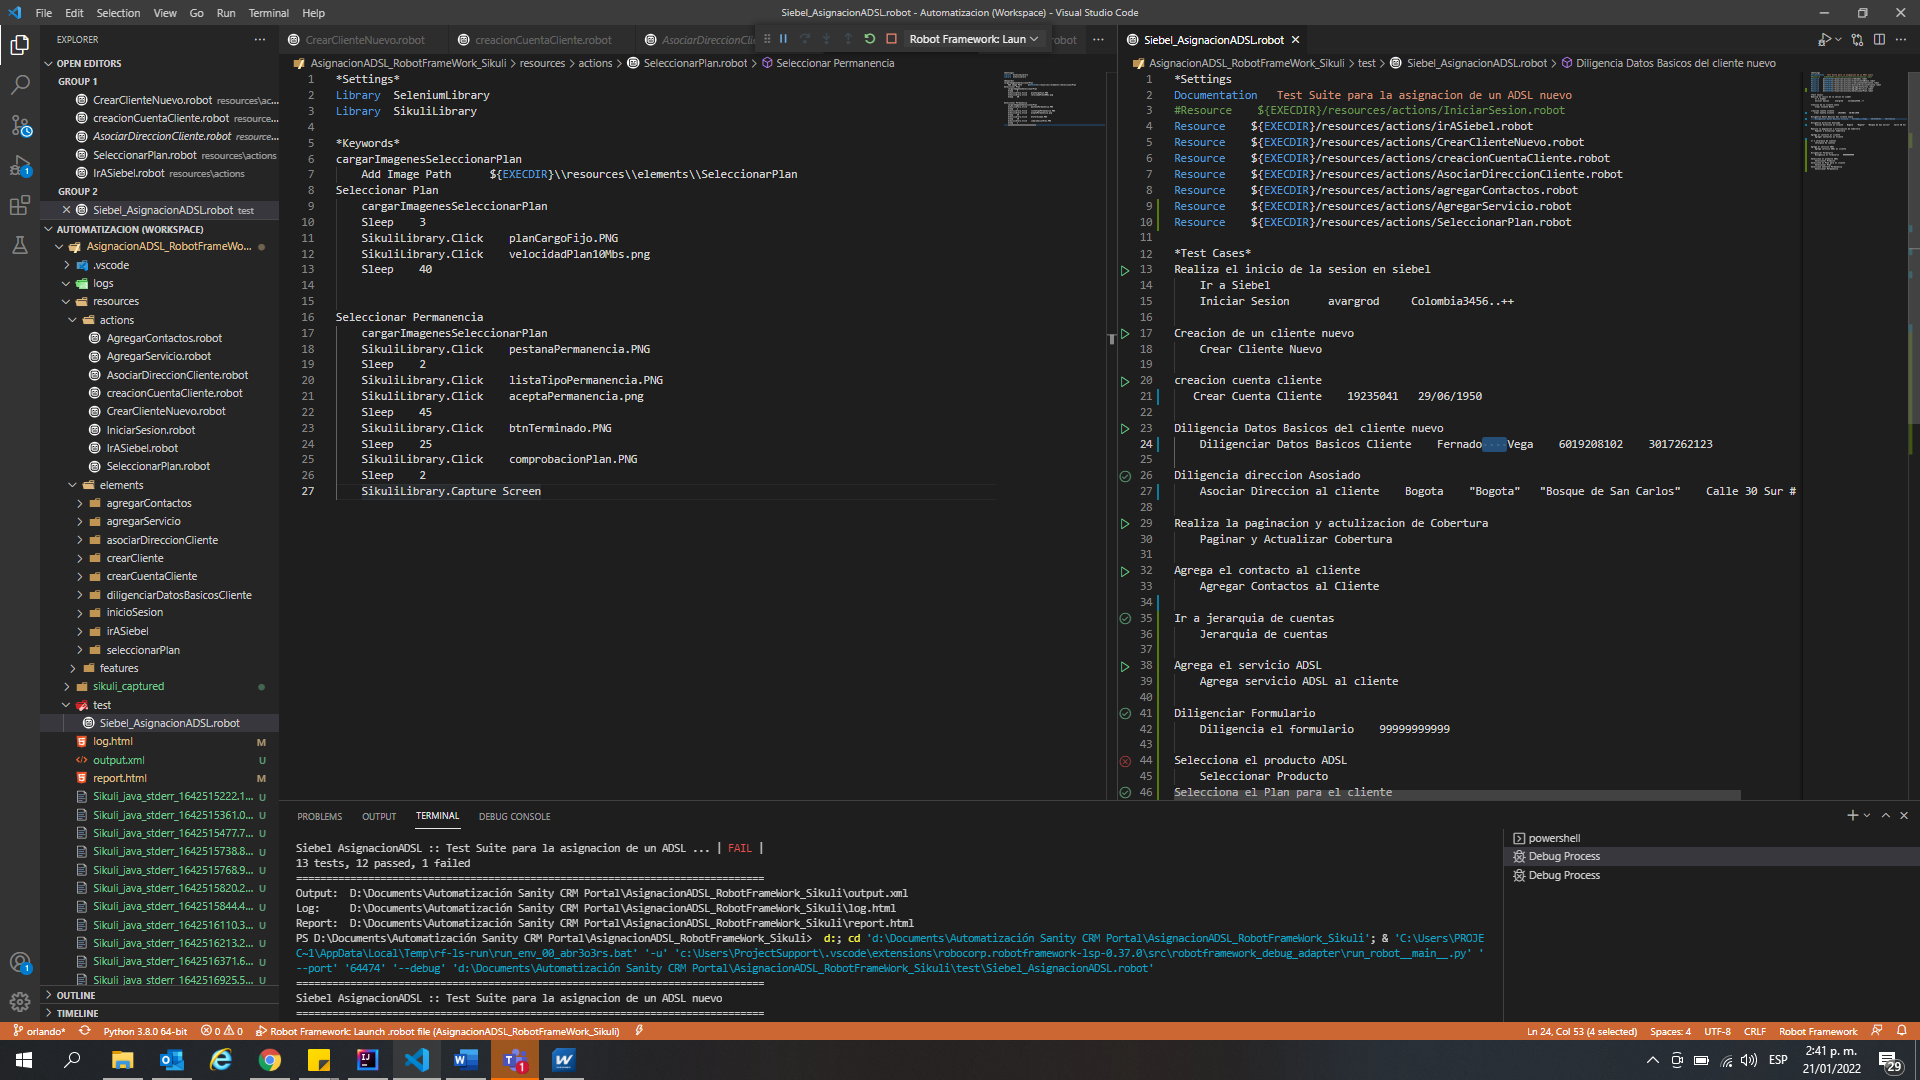 File Edit Selection View Go Run Terminal Help
Siebel_AsignacionADSL.robot - Automatizacion (Workspace) - Visual Studio Code
EXPLORER
OPEN EDITORS
GROUP 1
CrearClienteNuevo.robot resources\ac...
creacionCuentaCliente.robot resource...
AsociarDireccionCliente.robot resource...
SeleccionarPlan.robot resources\actions
IrASiebel.robot resources\actions
GROUP 2
Siebel_AsignacionADSL.robot test
AUTOMATIZACION (WORKSPACE)
AsignacionADSL_RobotFrameWo...
.vscode
logs
resources
actions
AgregarContactos.robot
AgregarServicio.robot
AsociarDireccionCliente.robot
creacionCuentaCliente.robot
CrearClienteNuevo.robot
IniciarSesion.robot
IrASiebel.robot
SeleccionarPlan.robot
elements
agregarContactos
agregarServicio
asociarDireccionCliente
crearCliente
crearCuentaCliente
diligenciarDatosBasicosCliente
inicioSesion
irASiebel
seleccionarPlan
features
sikuli_captured
test
Siebel_AsignacionADSL.robot
log.html M
output.xml U
report.html M
Sikuli_java_stderr_1642515222.1... U
Sikuli_java_stderr_1642515361.0... U
Sikuli_java_stderr_1642515477.7... U
Sikuli_java_stderr_1642515738.8... U
Sikuli_java_stderr_1642515768.9... U
Sikuli_java_stderr_1642515820.2... U
Sikuli_java_stderr_1642515844.4... U
Sikuli_java_stderr_1642516110.3... U
Sikuli_java_stderr_1642516213.2... U
Sikuli_java_stderr_1642516371.6... U
Sikuli_java_stderr_1642516925.5... U
OUTLINE
TIMELINE
CrearClienteNuevo.robot creacionCuentaCliente.robot AsociarDireccionCli Robot Framework: Laun obot
AsignacionADSL_RobotFrameWork_Sikuli > resources > actions > SeleccionarPlan.robot > Seleccionar Permanencia
1 *Settings*
2 Library SeleniumLibrary
3 Library SikuliLibrary
4
5 *Keywords*
6 cargarImagenesSeleccionarPlan
7 Add Image Path ${EXECDIR}\\resources\\elements\\SeleccionarPlan
8 Seleccionar Plan
9 cargarImagenesSeleccionarPlan
10 Sleep 3
11 SikuliLibrary.Click planCargoFijo.PNG
12 SikuliLibrary.Click velocidadPlan10Mbs.png
13 Sleep 40
14
15
16 Seleccionar Permanencia
17 cargarImagenesSeleccionarPlan
18 SikuliLibrary.Click pestanaPermanencia.PNG
19 Sleep 2
20 SikuliLibrary.Click listaTipoPermanencia.PNG
21 SikuliLibrary.Click aceptaPermanencia.png
22 Sleep 45
23 SikuliLibrary.Click btnTerminado.PNG
24 Sleep 25
25 SikuliLibrary.Click comprobacionPlan.PNG
26 Sleep 2
27 SikuliLibrary.Capture Screen
Siebel_AsignacionADSL.robot
AsignacionADSL_RobotFrameWork_Sikuli > test > Siebel_AsignacionADSL.robot > Diligencia Datos Basicos del cliente nuevo
1 *Settings
2 Documentation Test Suite para la asignacion de un ADSL nuevo
3 #Resource ${EXECDIR}/resources/actions/IniciarSesion.robot
4 Resource ${EXECDIR}/resources/actions/irASiebel.robot
5 Resource ${EXECDIR}/resources/actions/CrearClienteNuevo.robot
6 Resource ${EXECDIR}/resources/actions/creacionCuentaCliente.robot
7 Resource ${EXECDIR}/resources/actions/AsociarDireccionCliente.robot
8 Resource ${EXECDIR}/resources/actions/agregarContactos.robot
9 Resource ${EXECDIR}/resources/actions/AgregarServicio.robot
10 Resource ${EXECDIR}/resources/actions/SeleccionarPlan.robot
11
12 *Test Cases*
13 Realiza el inicio de la sesion en siebel
14 Ir a Siebel
15 Iniciar Sesion avargrod Colombia3456..++
16
17 Creacion de un cliente nuevo
18 Crear Cliente Nuevo
19
20 creacion cuenta cliente
21 Crear Cuenta Cliente 19235041 29/06/1950
22
23 Diligencia Datos Basicos del cliente nuevo
24 Diligenciar Datos Basicos Cliente Fernado Vega 6019208102 3017262123
25
26 Diligencia direccion Asosiado
27 Asociar Direccion al cliente Bogota "Bogota" "Bosque de San Carlos" Calle 30 Sur #
28
29 Realiza la paginacion y actulizacion de Cobertura
30 Paginar y Actualizar Cobertura
31
32 Agrega el contacto al cliente
33 Agregar Contactos al Cliente
34
35 Ir a jerarquia de cuentas
36 Jerarquia de cuentas
37
38 Agrega el servicio ADSL
39 Agrega servicio ADSL al cliente
40
41 Diligenciar Formulario
42 Diligencia el formulario 99999999999
43
44 Selecciona el producto ADSL
45 Seleccionar Producto
46 Selecciona el Plan para el cliente
PROBLEMS OUTPUT TERMINAL DEBUG CONSOLE
Siebel AsignacionADSL :: Test Suite para la asignacion de un ADSL ... | FAIL |
13 tests, 12 passed, 1 failed
==============================================================================
Output: D:\Documents\Automatización Sanity CRM Portal\AsignacionADSL_RobotFrameWork_Sikuli\output.xml
Log: D:\Documents\Automatización Sanity CRM Portal\AsignacionADSL_RobotFrameWork_Sikuli\log.html
Report: D:\Documents\Automatización Sanity CRM Portal\AsignacionADSL_RobotFrameWork_Sikuli\report.html
PS D:\Documents\Automatización Sanity CRM Portal\AsignacionADSL_RobotFrameWork_Sikuli> d:; cd 'd:\Documents\Automatización Sanity CRM Portal\AsignacionADSL_RobotFrameWork_Sikuli'; & 'C:\Users\PROJE
C~1\AppData\Local\Temp\rf-ls-run\run_env_00_abr3o3rs.bat' '-u' 'c:\Users\ProjectSupport\.vscode\extensions\robocorp.robotframework-lsp-0.37.0\src\robotframework_debug_adapter\run_robot__main__.py' '
--port' '64474' '--debug' 'd:\Documents\Automatización Sanity CRM Portal\AsignacionADSL_RobotFrameWork_Sikuli\test\Siebel_AsignacionADSL.robot'
==============================================================================
Siebel AsignacionADSL :: Test Suite para la asignacion de un ADSL nuevo
==============================================================================
powershell
Debug Process
Debug Process
orlando* Python 3.8.0 64-bit 0 0 Robot Framework: Launch .robot file (AsignacionADSL_RobotFrameWork_Sikuli)
Ln 24, Col 53 (4 selected) Spaces: 4 UTF-8 CRLF Robot Framework
ESP
2:41 p. m.
21/01/2022
29